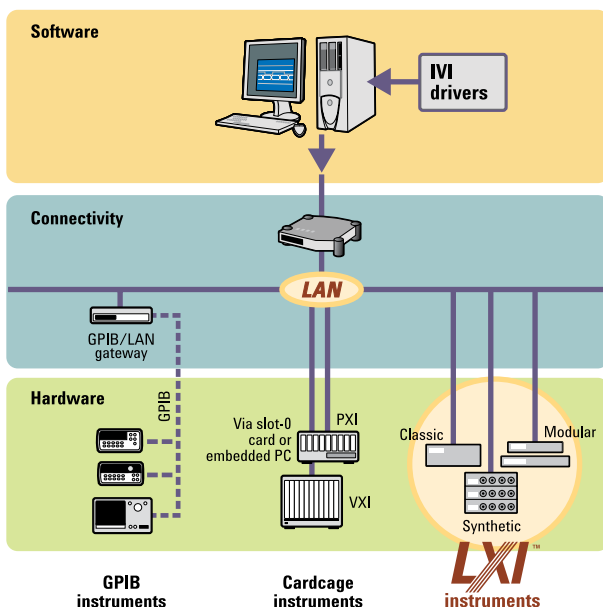 Software
IVI
drivers
Connectivity
LAN
GPIB/LAN
gateway
Hardware
GPIB
Via slot-0
card or
embedded PC
PXI
VXI
Classic
Modular
Synthetic
GPIB
instruments
Cardcage
instruments
LXI™
instruments